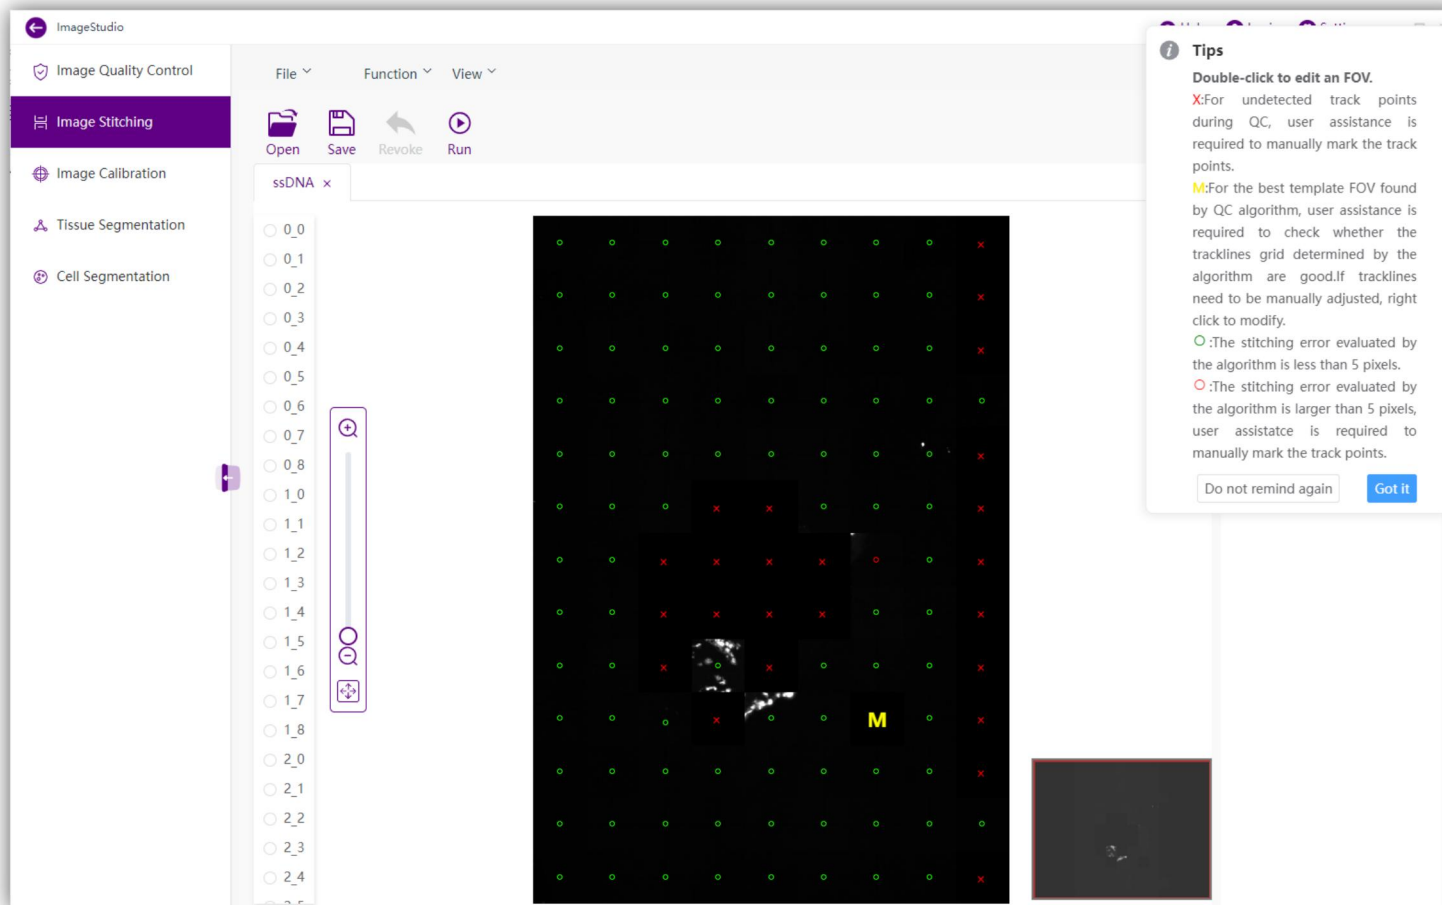 ImageStudio
Image Quality Control
Image Stitching
Image Calibration
Tissue Segmentation
Cell Segmentation
File
Function
View
Open
Save
Revoke
Run
ssDNA ×
0_0
0_1
0_2
0_3
0_4
0_5
0_6
0_7
0_8
1_0
1_1
1_2
1_3
1_4
1_5
1_6
1_7
1_8
2_0
2_1
2_2
2_3
2_4
M
Tips
Double-click to edit an FOV.
X:For undetected track points
during QC, user assistance is
required to manually mark the track
points.
M:For the best template FOV found
by QC algorithm, user assistance is
required to check whether the
tracklines grid determined by the
algorithm are good.If tracklines
need to be manually adjusted, right
click to modify.
:The stitching error evaluated by
the algorithm is less than 5 pixels.
:The stitching error evaluated by
the algorithm is larger than 5 pixels,
user assistatce is required to
manually mark the track points.
Do not remind again
Got it